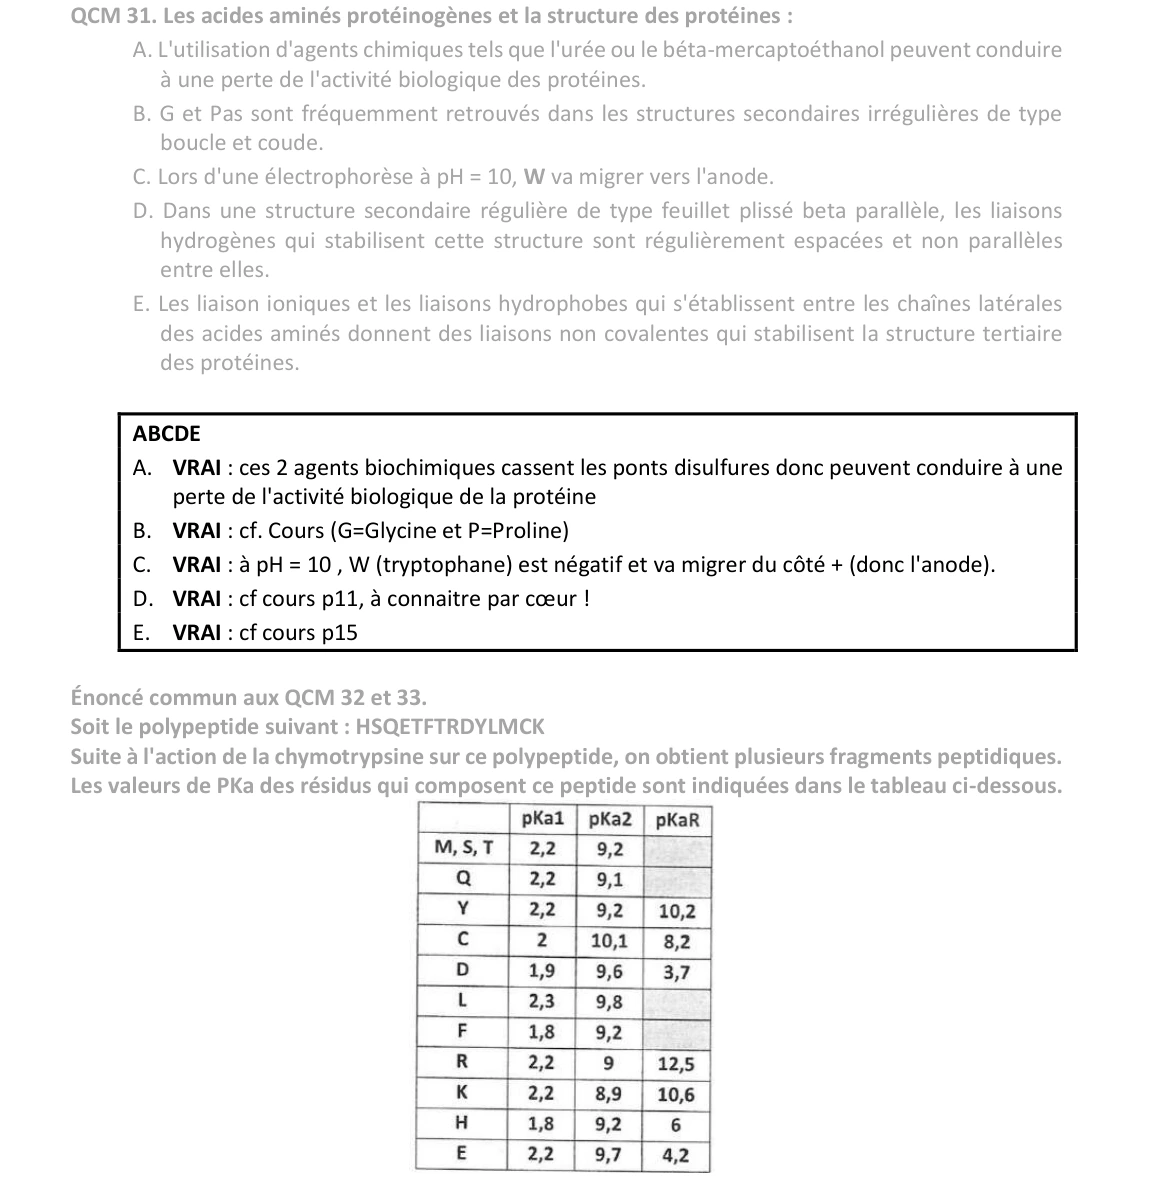 QCM 31. Les acides aminés protéinogènes et la structure des protéines :
A. L'utilisation d'agents chimiques tels que l'urée ou le béta-mercaptoéthanol peuvent conduire
à une perte de l'activité biologique des protéines.
B. G et Pas sont fréquemment retrouvés dans les structures secondaires irrégulières de type
boucle et coude.
C. Lors d'une électrophorèse à pH = 10, W va migrer vers l'anode.
D. Dans une structure secondaire régulière de type feuillet plissé beta parallèle, les liaisons
hydrogènes qui stabilisent cette structure sont régulièrement espacées et non parallèles
entre elles.
E. Les liaison ioniques et les liaisons hydrophobes qui s'établissent entre les chaînes latérales
des acides aminés donnent des liaisons non covalentes qui stabilisent la structure tertiaire
des protéines.
ABCDE
A. VRAI : ces 2 agents biochimiques cassent les ponts disulfures donc peuvent conduire à une
perte de l'activité biologique de la protéine
B. VRAI : cf. Cours (G=Glycine et P=Proline)
C. VRAI : à pH = 10 , W (tryptophane) est négatif et va migrer du côté + (donc l'anode).
D. VRAI : cf cours p11, à connaitre par cœur !
E. VRAI : cf cours p15
Énoncé commun aux QCM 32 et 33.
Soit le polypeptide suivant : HSQETFTRDYLMCK
Suite à l'action de la chymotrypsine sur ce polypeptide, on obtient plusieurs fragments peptidiques.
Les valeurs de PKa des résidus qui composent ce peptide sont indiquées dans le tableau ci-dessous.
pKa1 pKa2 pKaR
M, S, T 2,2 9,2
Q 2,2 9,1
Y 2,2 9,2 10,2
C 2 10,1 8,2
D 1,9 9,6 3,7
L 2,3 9,8
F 1,8 9,2
R 2,2 9 12,5
K 2,2 8,9 10,6
H 1,8 9,2 6
E 2,2 9,7 4,2